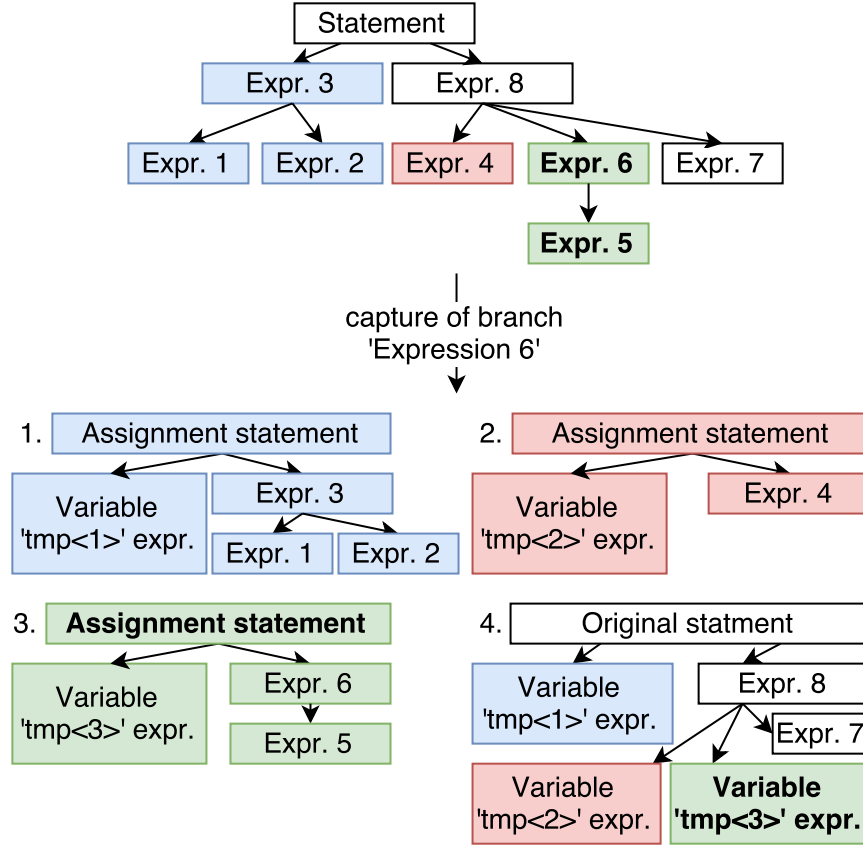 Statement
Expr. 3
Expr. 8
Expr. 1
Expr. 2
Expr. 4
Expr. 6
Expr. 7
Expr. 5
capture of branch
'Expression 6'
1.
Assignment statement
Variable
'tmp<1>' expr.
Expr. 3
Expr. 1
Expr. 2
2.
Assignment statement
Variable
'tmp<2>' expr.
Expr. 4
3.
Assignment statement
Variable
'tmp<3>' expr.
Expr. 6
Expr. 5
4.
Original statment
Variable
'tmp<1>' expr.
Expr. 8
Expr. 7
Variable
'tmp<2>' expr.
Variable
'tmp<3>' expr.